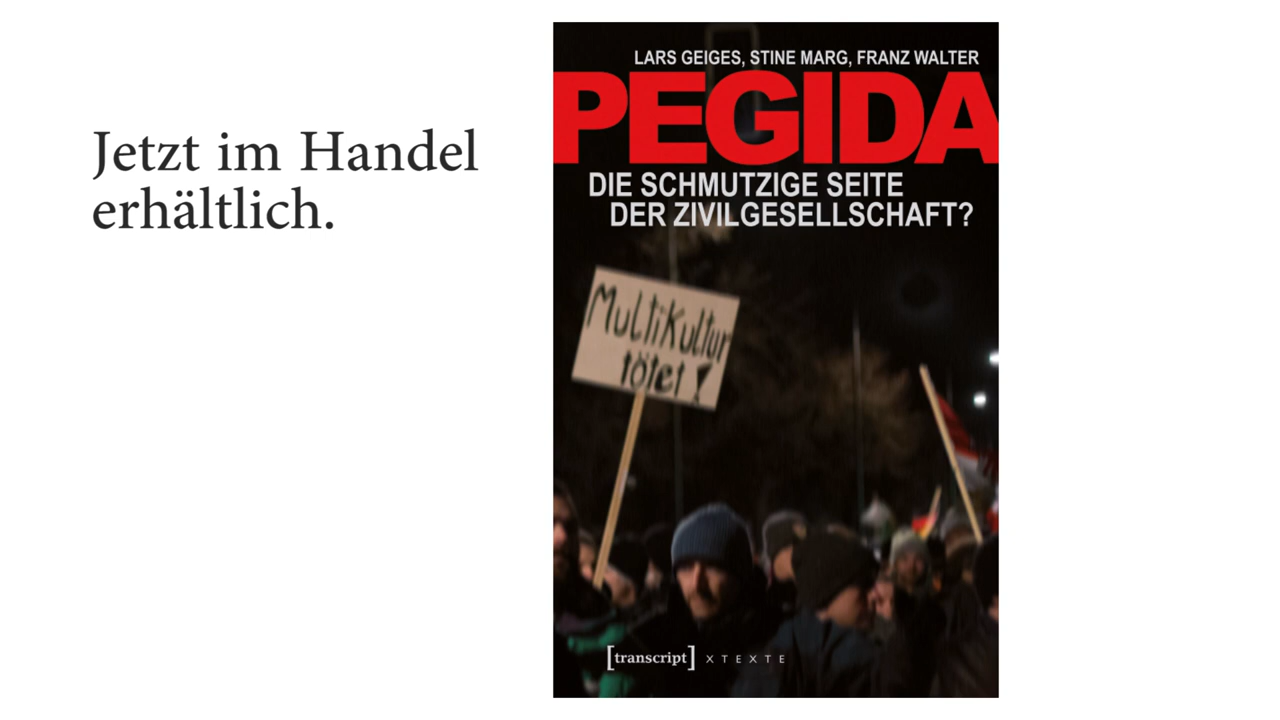 Jetzt im Handel
erhältlich.
LARS GEIGES, STINE MARG, FRANZ WALTER
PEGIDA
DIE SCHMUTZIGE SEITE
DER ZIVILGESELLSCHAFT?
Multikultur
tötet!
[transcript] XTEXTE